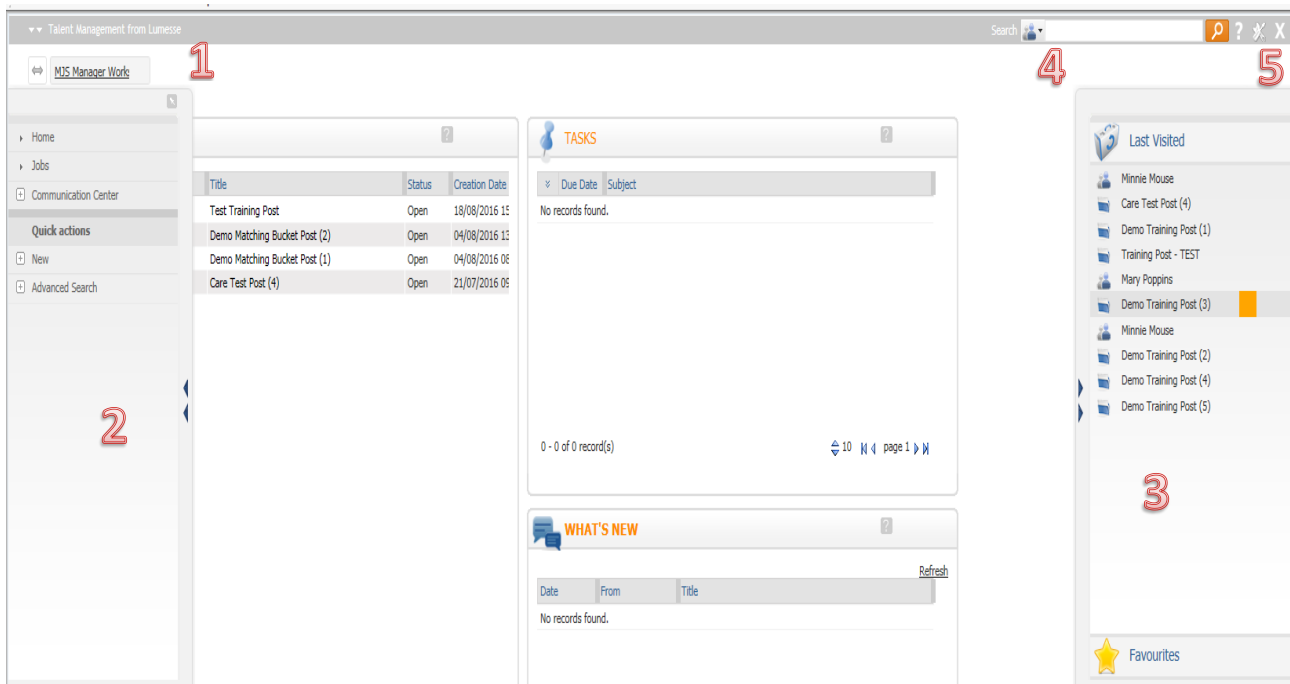 Talent Management from Lumesse
Search
?
X
1
4
5
MJS Manager Work
Home
Jobs
Communication Center
Quick actions
New
Advanced Search
2
?
Title Status Creation Date
Test Training Post Open 18/08/2016 15
Demo Matching Bucket Post (2) Open 04/08/2016 13
Demo Matching Bucket Post (1) Open 04/08/2016 08
Care Test Post (4) Open 21/07/2016 09
TASKS ?
Due Date Subject
No records found.
0 - 0 of 0 record(s) 10 page 1
WHAT'S NEW ?
Refresh
Date From Title
No records found.
Last Visited
Minnie Mouse
Care Test Post (4)
Demo Training Post (1)
Training Post - TEST
Mary Poppins
Demo Training Post (3)
Minnie Mouse
Demo Training Post (2)
Demo Training Post (4)
Demo Training Post (5)
3
Favourites